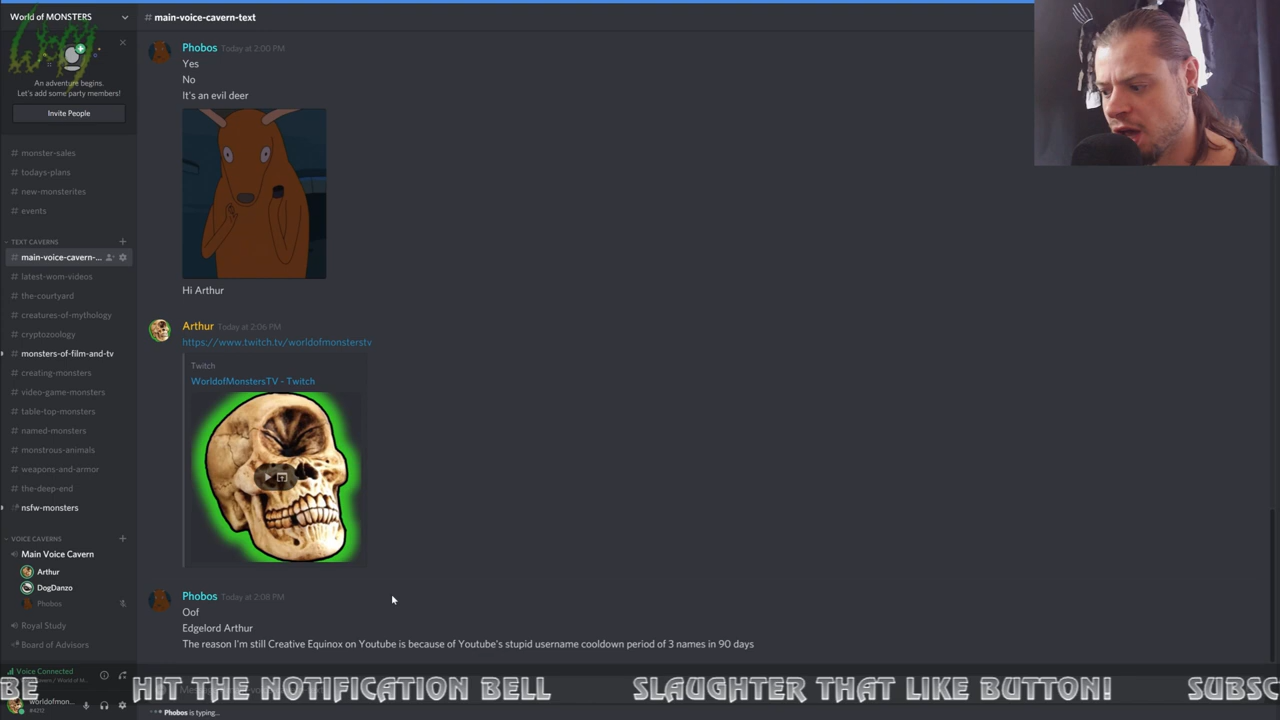 World of MONSTERS
# main-voice-cavern-text
An adventure begins.
Let's add some party members!
Invite People
# monster-sales
# todays-plans
# new-monsterites
# events
TEXT CAVERNS
# main-voice-cavern-...
# latest-wom-videos
# the-courtyard
# creatures-of-mythology
# cryptozoology
# monsters-of-film-and-tv
# creating-monsters
# video-game-monsters
# table-top-monsters
# named-monsters
# monstrous-animals
# weapons-and-armor
# the-deep-end
nsfw-monsters
VOICE CAVERNS
Main Voice Cavern
Arthur
DogDanzo
Phobos
Royal Study
Board of Advisors
Voice Connected
worldofmon...
#4212
Phobos Today at 2:00 PM
Yes
No
It's an evil deer
Hi Arthur
Arthur Today at 2:06 PM
https://www.twitch.tv/worldofmonsterstv
Twitch
WorldofMonstersTV - Twitch
Phobos Today at 2:08 PM
Oof
Edgelord Arthur
The reason I'm still Creative Equinox on Youtube is because of Youtube's stupid username cooldown period of 3 names in 90 days
BE HIT THE NOTIFICATION BELL SLAUGHTER THAT LIKE BUTTON! SUBSC
Phobos is typing...